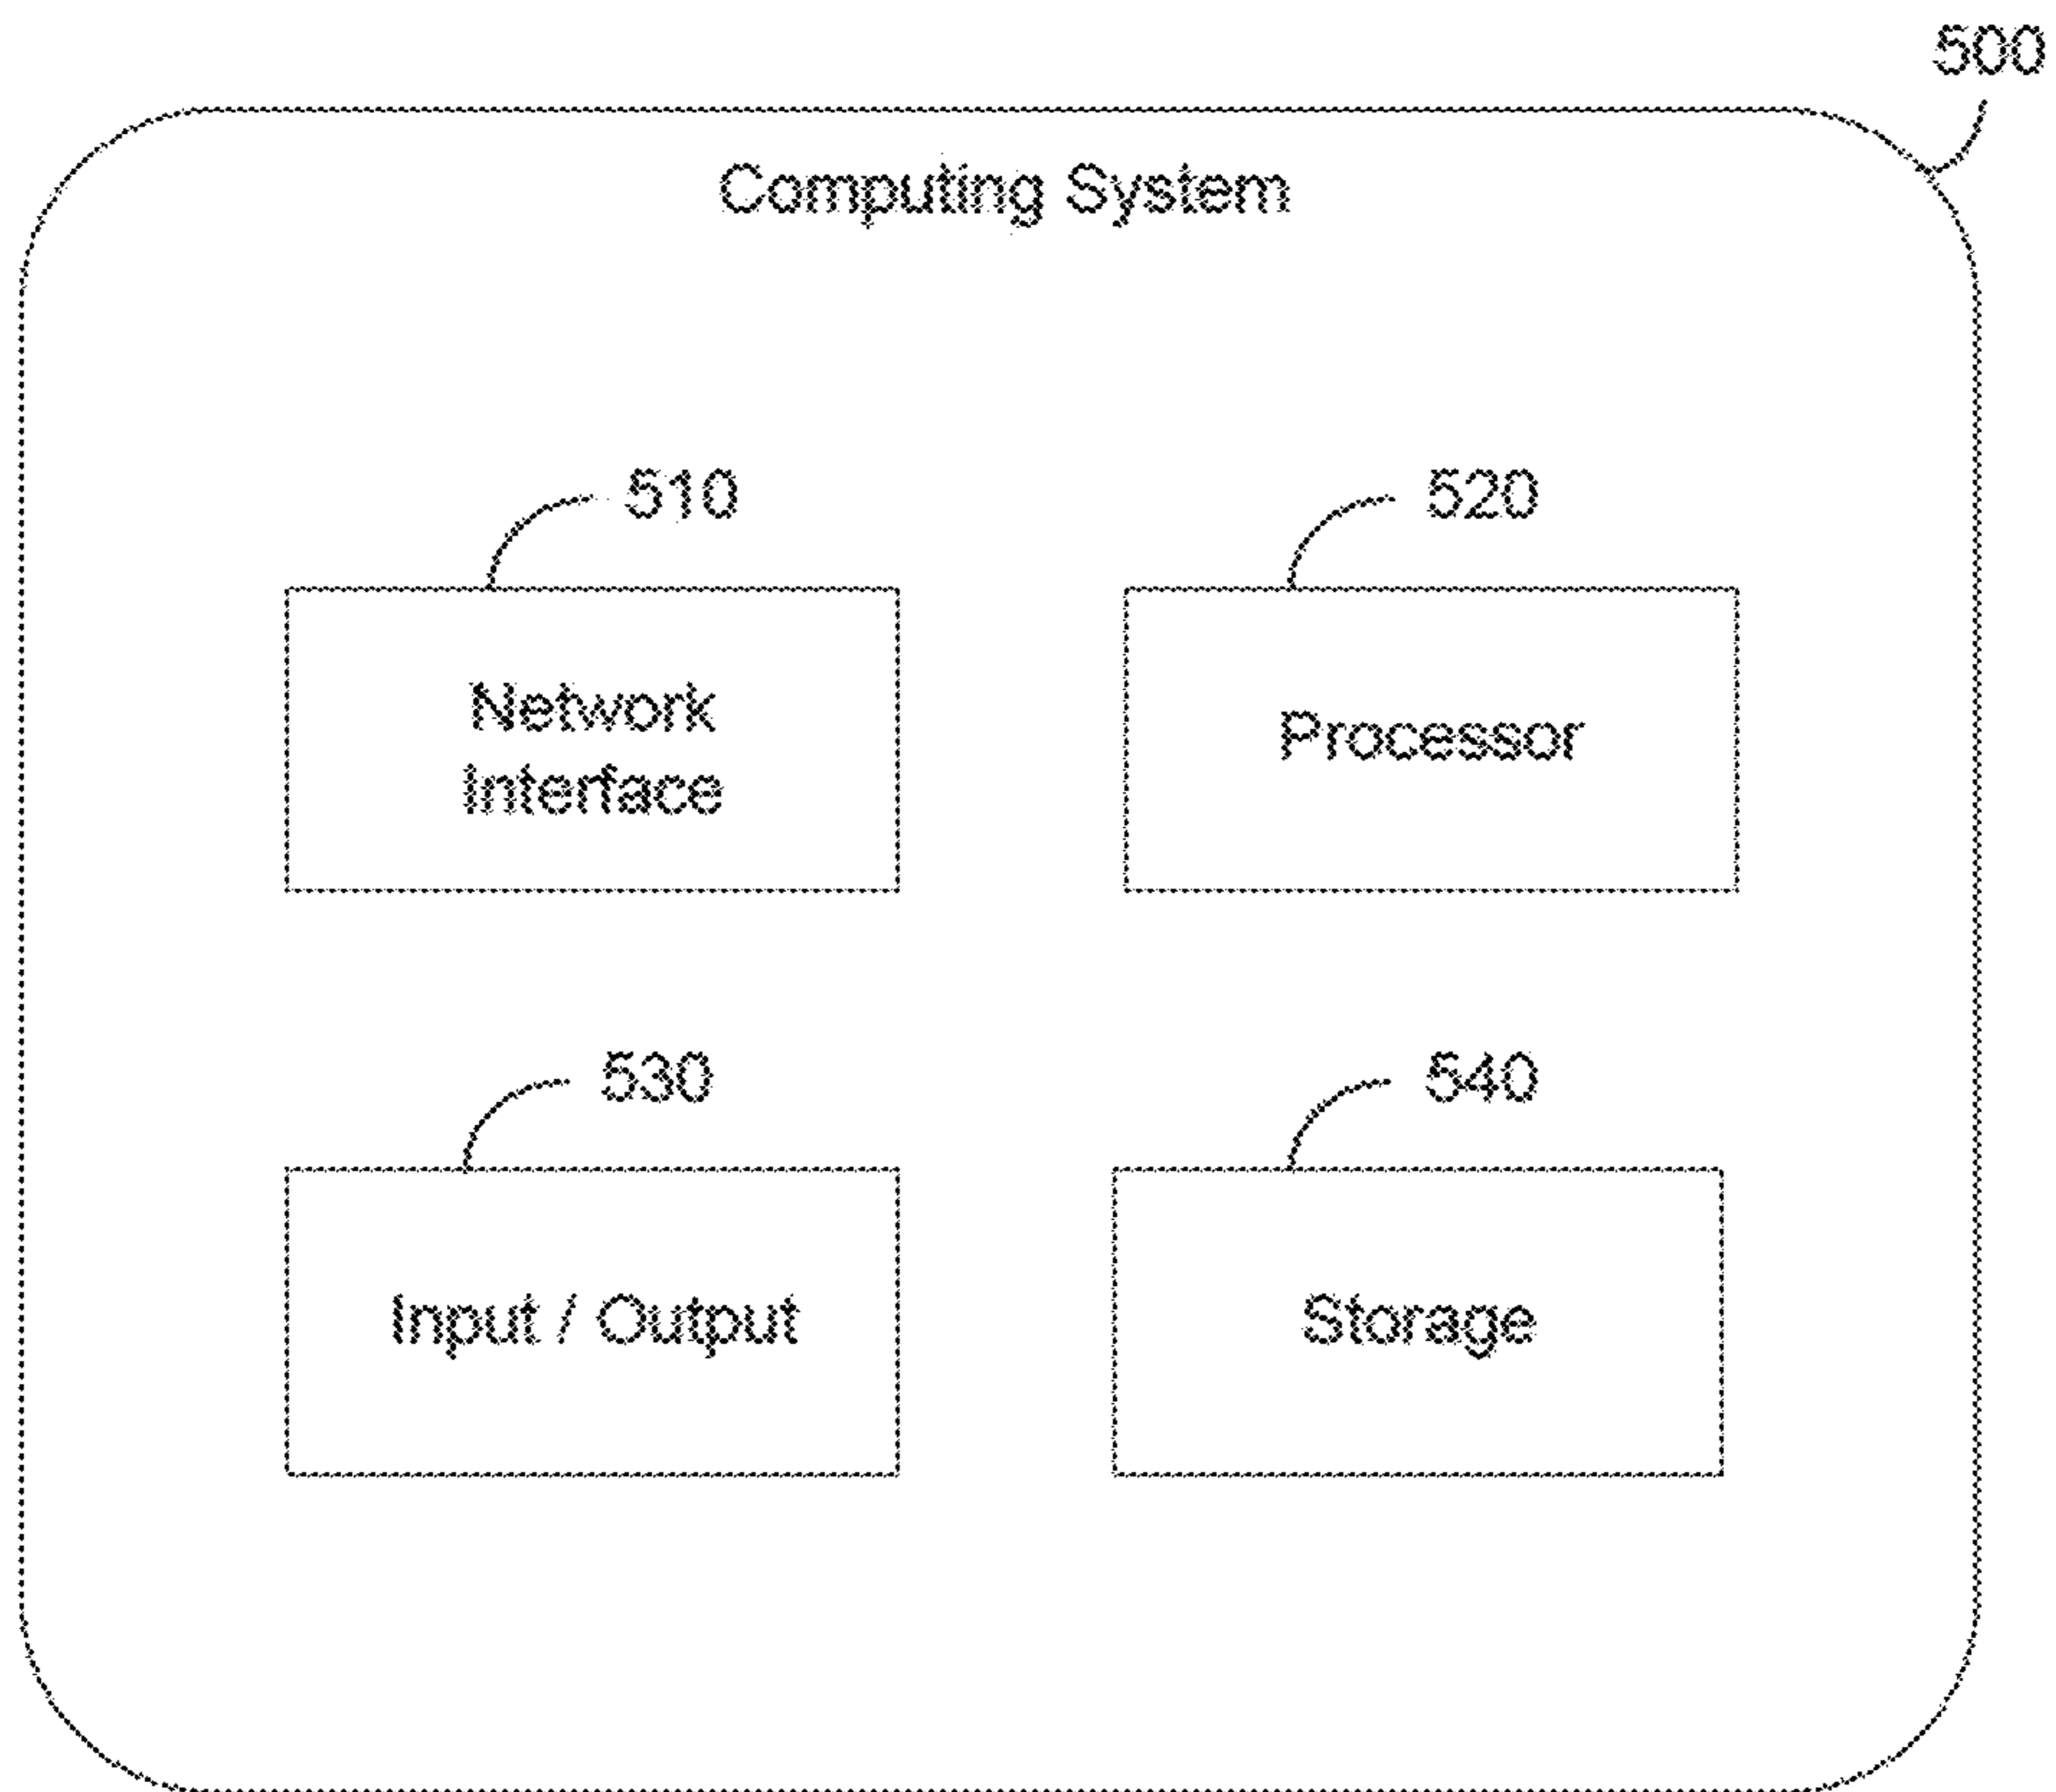 500
Computing System
510
520
Network
Interface
Processor
530
540
Input / Output
Storage